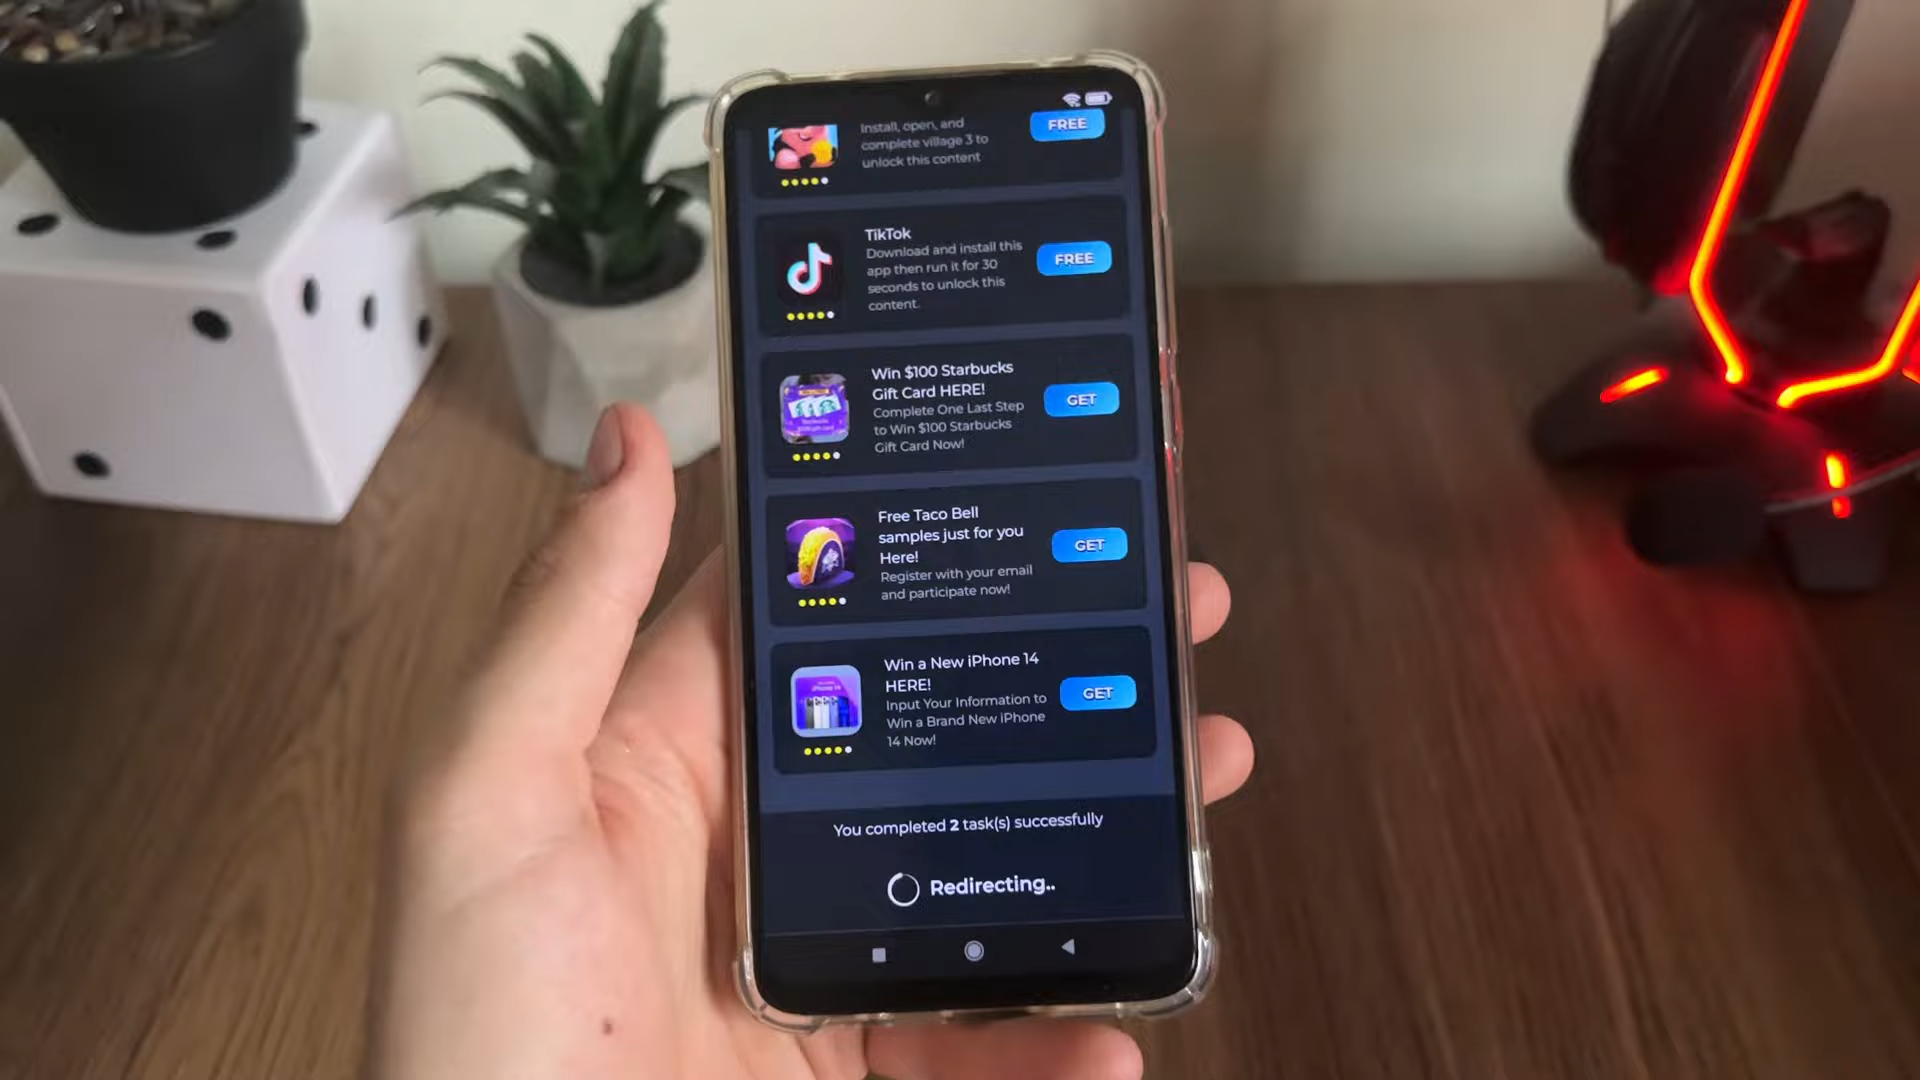 Install, open, and
complete village 3 to
unlock this content
FREE
TikTok
Download and install this
app then run it for 30
seconds to unlock this
content.
FREE
Win $100 Starbucks
Gift Card HERE!
Complete One Last Step
to Win $100 Starbucks
Gift Card Now!
GET
Free Taco Bell
samples just for you
Here!
Register with your email
and participate now!
GET
Win a New iPhone 14
HERE!
Input Your Information to
Win a Brand New iPhone
14 Now!
GET
iPhone 14
You completed 2 task(s) successfully
Redirecting..